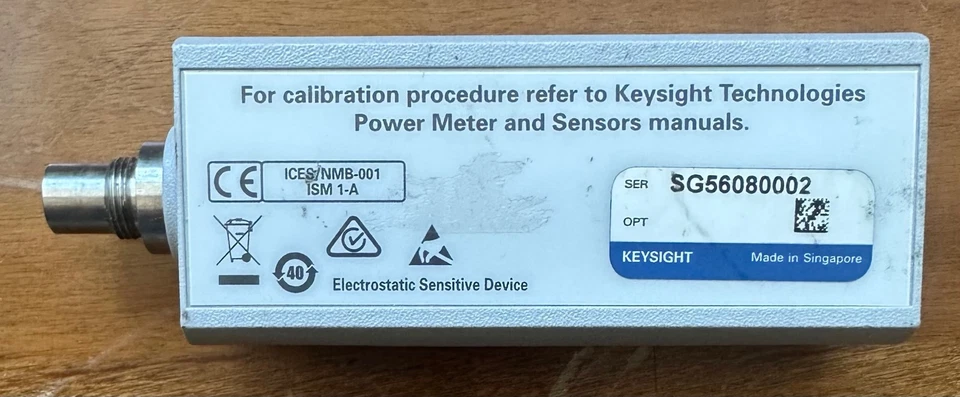 For calibration procedure refer to Keysight Technologies
Power Meter and Sensors manuals.
CE
ICES/NMB-001
ISM 1-A
SER SG56080002
OPT
KEYSIGHT Made in Singapore
40
Electrostatic Sensitive Device